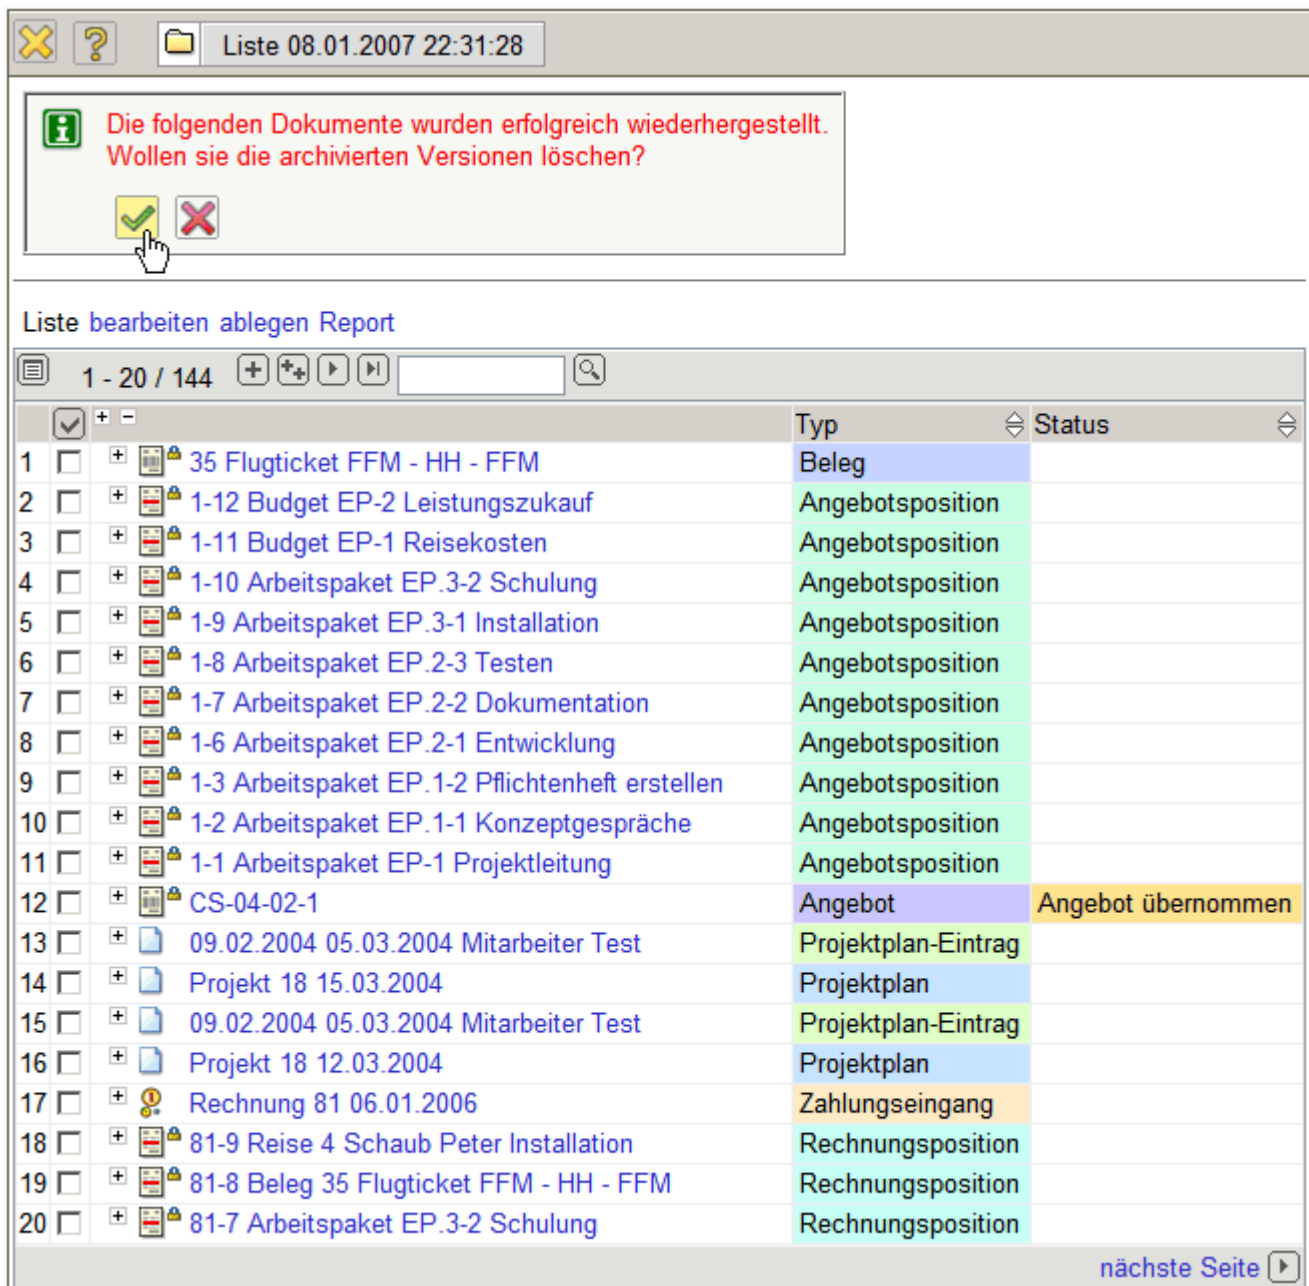 Liste 08.01.2007 22:31:28
Die folgenden Dokumente wurden erfolgreich wiederhergestellt.
Wollen sie die archivierten Versionen löschen?
Liste bearbeiten ablegen Report
1 - 20 / 144
Typ Status
1 35 Flugticket FFM - HH - FFM Beleg
2 1-12 Budget EP-2 Leistungszukauf Angebotsposition
3 1-11 Budget EP-1 Reisekosten Angebotsposition
4 1-10 Arbeitspaket EP.3-2 Schulung Angebotsposition
5 1-9 Arbeitspaket EP.3-1 Installation Angebotsposition
6 1-8 Arbeitspaket EP.2-3 Testen Angebotsposition
7 1-7 Arbeitspaket EP.2-2 Dokumentation Angebotsposition
8 1-6 Arbeitspaket EP.2-1 Entwicklung Angebotsposition
9 1-3 Arbeitspaket EP.1-2 Pflichtenheft erstellen Angebotsposition
10 1-2 Arbeitspaket EP.1-1 Konzeptgespräche Angebotsposition
11 1-1 Arbeitspaket EP-1 Projektleitung Angebotsposition
12 CS-04-02-1 Angebot Angebot übernommen
13 09.02.2004 05.03.2004 Mitarbeiter Test Projektplan-Eintrag
14 Projekt 18 15.03.2004 Projektplan
15 09.02.2004 05.03.2004 Mitarbeiter Test Projektplan-Eintrag
16 Projekt 18 12.03.2004 Projektplan
17 Rechnung 81 06.01.2006 Zahlungseingang
18 81-9 Reise 4 Schaub Peter Installation Rechnungsposition
19 81-8 Beleg 35 Flugticket FFM - HH - FFM Rechnungsposition
20 81-7 Arbeitspaket EP.3-2 Schulung Rechnungsposition
nächste Seite